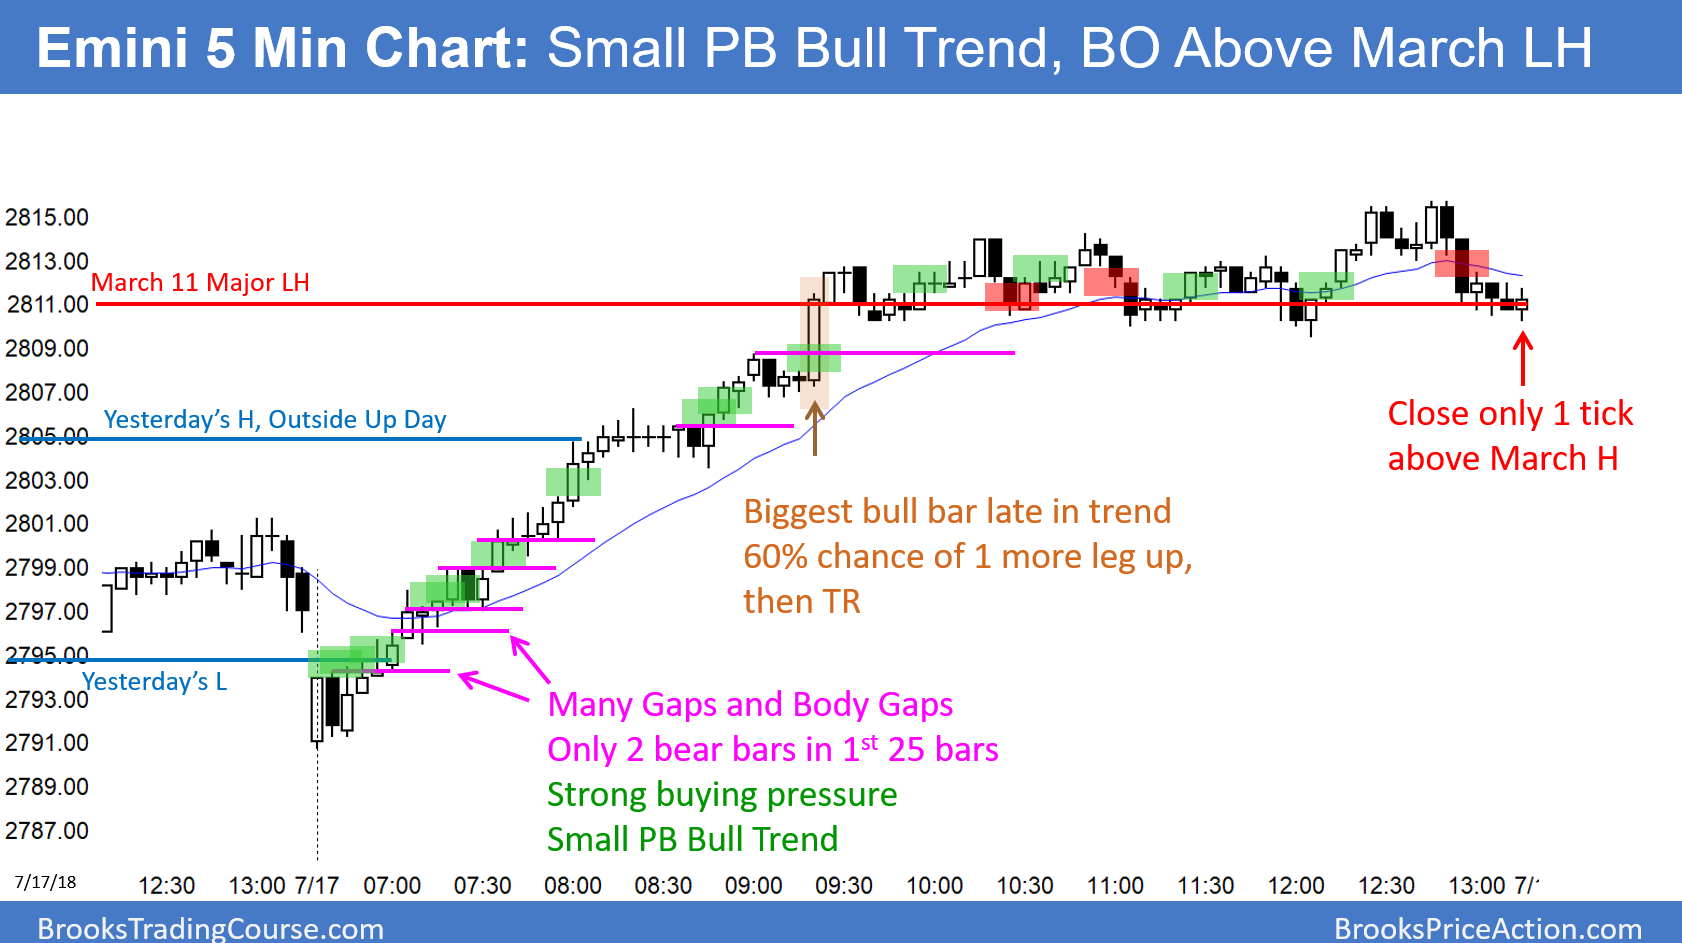 Emini 5 Min Chart: Small PB Bull Trend, BO Above March LH
2815.00
2813.00
March 11 Major LH
2811.00
2809.00
2807.00
Yesterday's H, Outside Up Day
2805.00
Close only 1 tick
above March H
2803.00
2801.00
Biggest bull bar late in trend
60% chance of 1 more leg up,
then TR
2799.00
2797.00
2795.00
Yesterday's L
2793.00
Many Gaps and Body Gaps
Only 2 bear bars in 1st 25 bars
Strong buying pressure
Small PB Bull Trend
2791.00
2789.00
2787.00
7/17/18
12:30 13:00 7/17 07:00 07:30 08:00 08:30 09:00 09:30 10:00 10:30 11:00 11:30 12:00 12:30 13:00 7/
BrooksTradingCourse.com
BrooksPriceAction.com